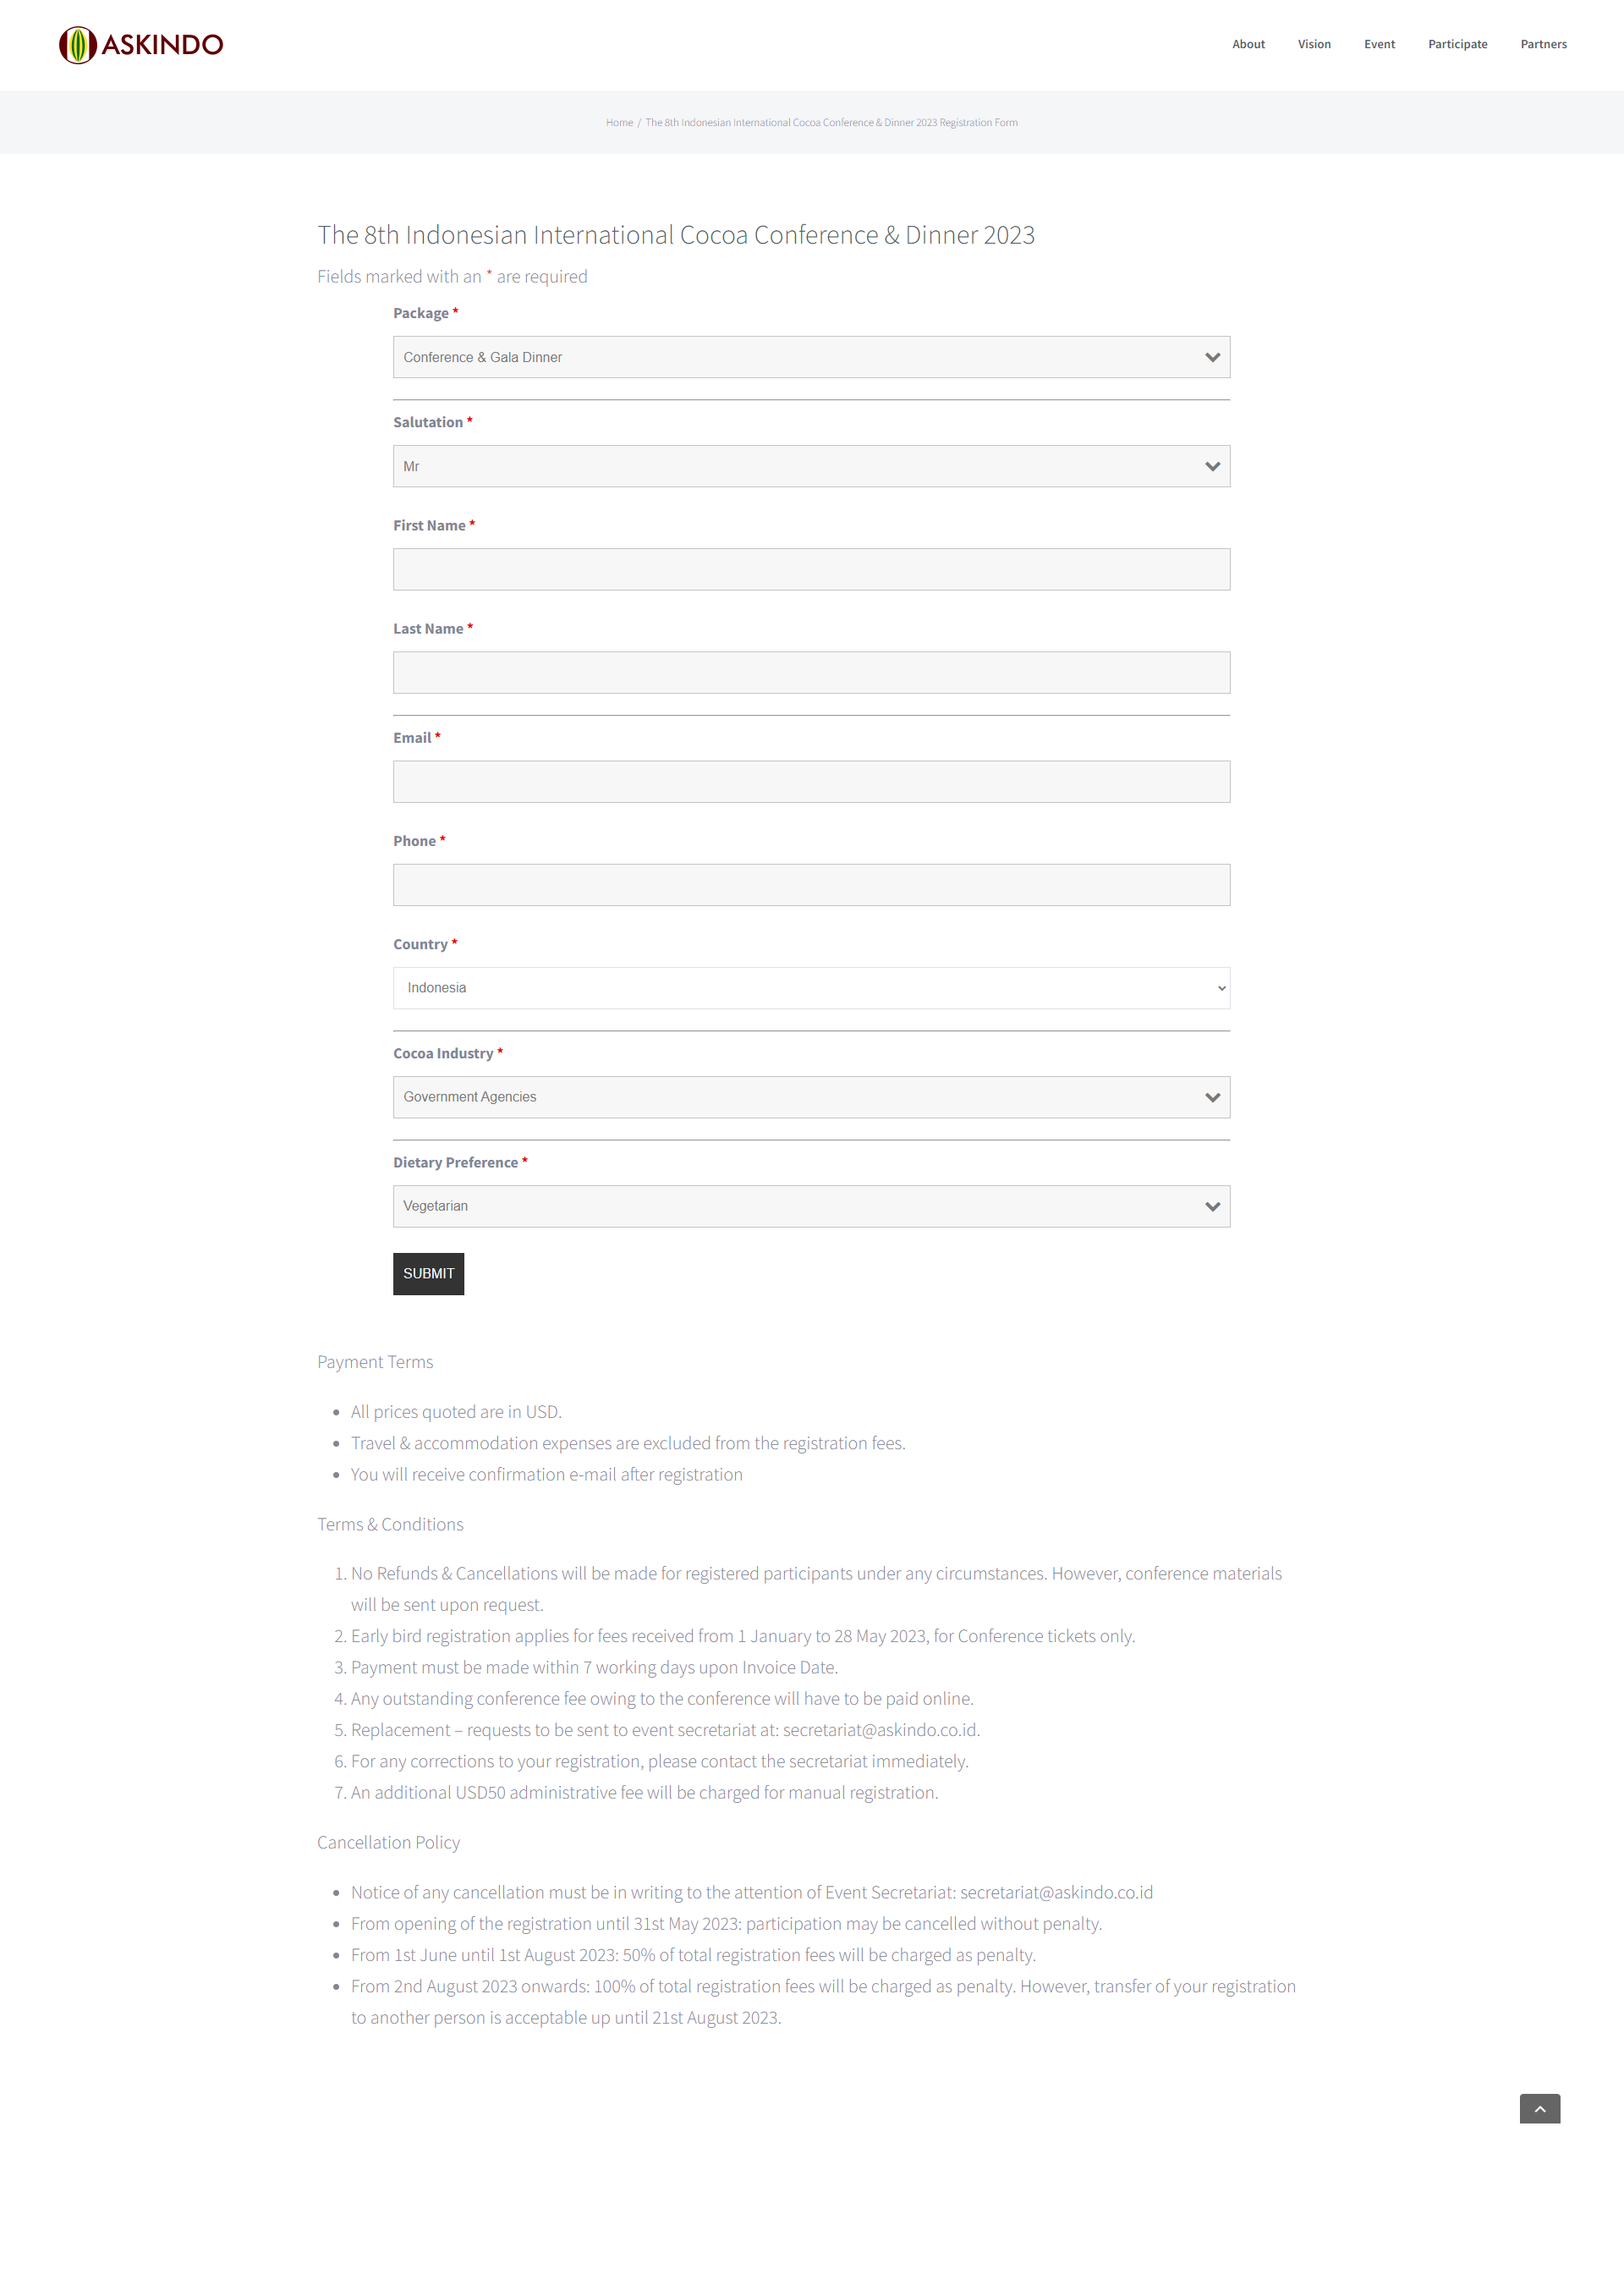 ASKINDO
About Vision Event Participate Partners
Home / The 8th Indonesian International Cocoa Conference & Dinner 2023 Registration Form
The 8th Indonesian International Cocoa Conference & Dinner 2023
Fields marked with an * are required
Package *
Conference & Gala Dinner
Salutation *
Mr
First Name *
Last Name *
Email *
Phone *
Country *
Indonesia
Cocoa Industry *
Government Agencies
Dietary Preference *
Vegetarian
SUBMIT
Payment Terms
• All prices quoted are in USD.
• Travel & accommodation expenses are excluded from the registration fees.
• You will receive confirmation e-mail after registration
Terms & Conditions
1. No Refunds & Cancellations will be made for registered participants under any circumstances. However, conference materials
will be sent upon request.
2. Early bird registration applies for fees received from 1 January to 28 May 2023, for Conference tickets only.
3. Payment must be made within 7 working days upon Invoice Date.
4. Any outstanding conference fee owing to the conference will have to be paid online.
5. Replacement – requests to be sent to event secretariat at: secretariat@askindo.co.id.
6. For any corrections to your registration, please contact the secretariat immediately.
7. An additional USD50 administrative fee will be charged for manual registration.
Cancellation Policy
• Notice of any cancellation must be in writing to the attention of Event Secretariat: secretariat@askindo.co.id
• From opening of the registration until 31st May 2023: participation may be cancelled without penalty.
• From 1st June until 1st August 2023: 50% of total registration fees will be charged as penalty.
• From 2nd August 2023 onwards: 100% of total registration fees will be charged as penalty. However, transfer of your registration
to another person is acceptable up until 21st August 2023.